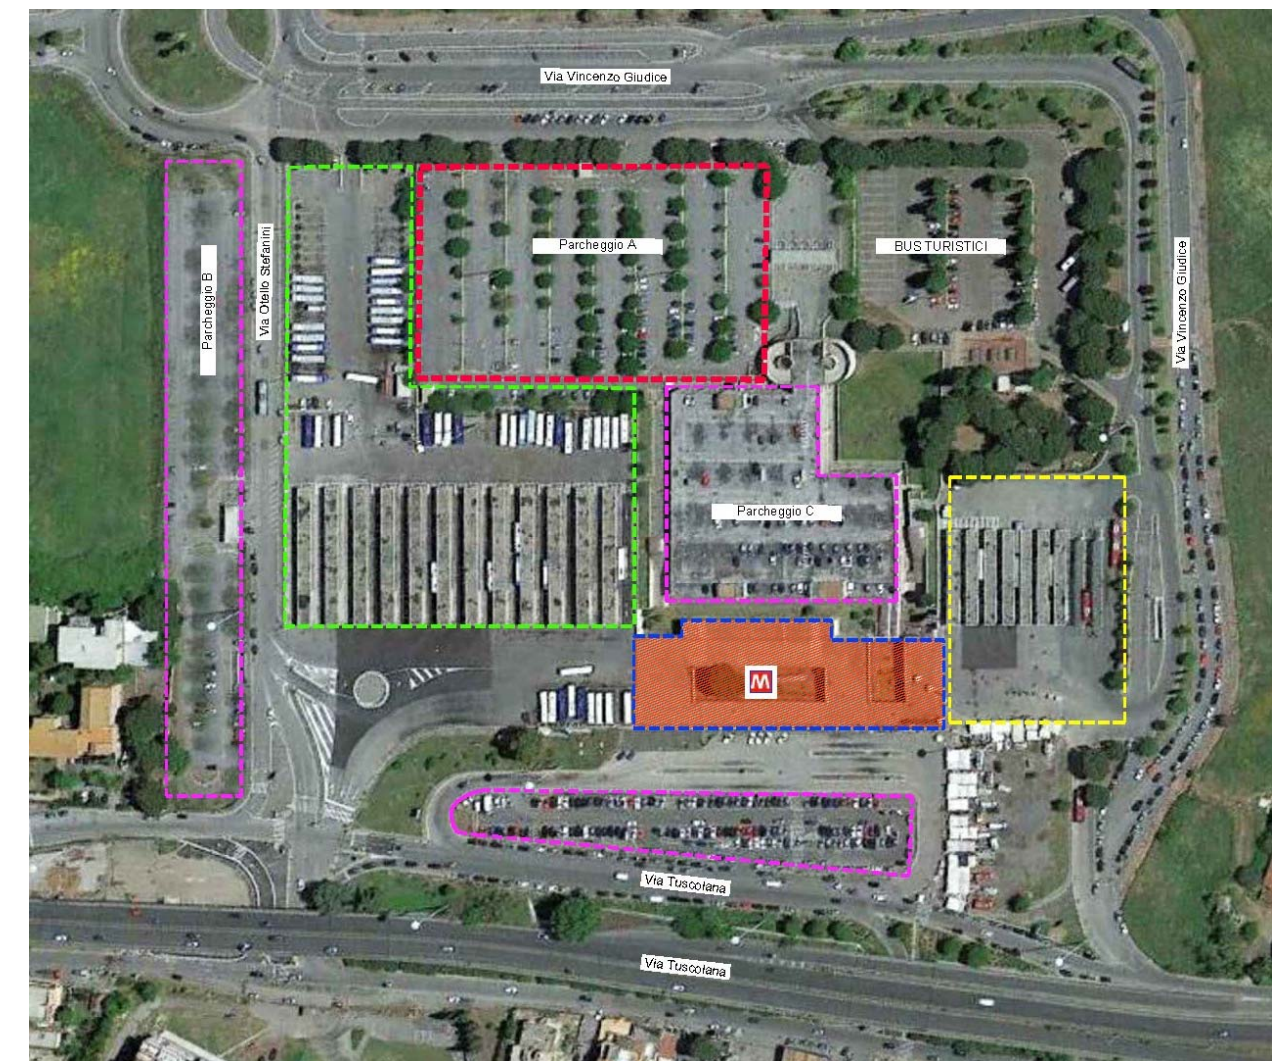 Via Vincenzo Giudice
Parcheggio A
BUS TURISTICI
Parcheggio B
Via Otello Stefanini
Via Vincenzo Giudice
Parcheggio C
M
Via Tuscolana
Via Tuscolana